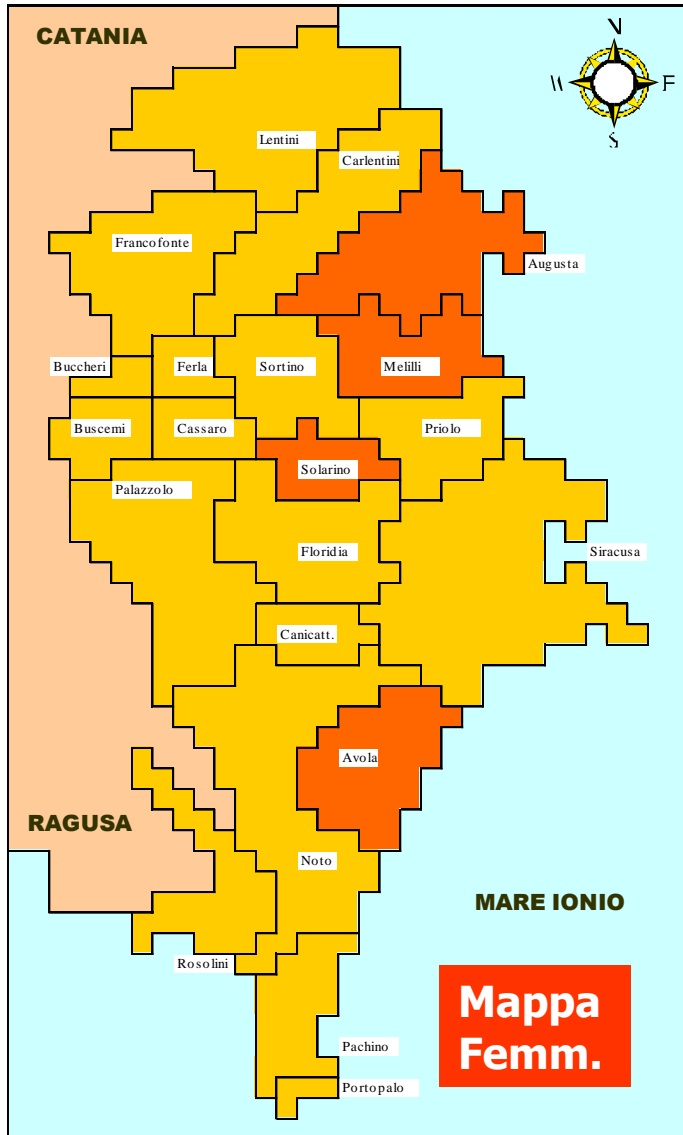 CATANIA
N
W
E
S
Lentini
Carlentini
Francofonte
Augusta
Buccheri
Ferla
Sortino
Melilli
Buscemi
Cassaro
Priolo
Solarino
Palazzolo
Floridia
Siracusa
Canicatt.
Avola
RAGUSA
Noto
MARE IONIO
Rosolini
Mappa
Femm.
Pachino
Portopalo